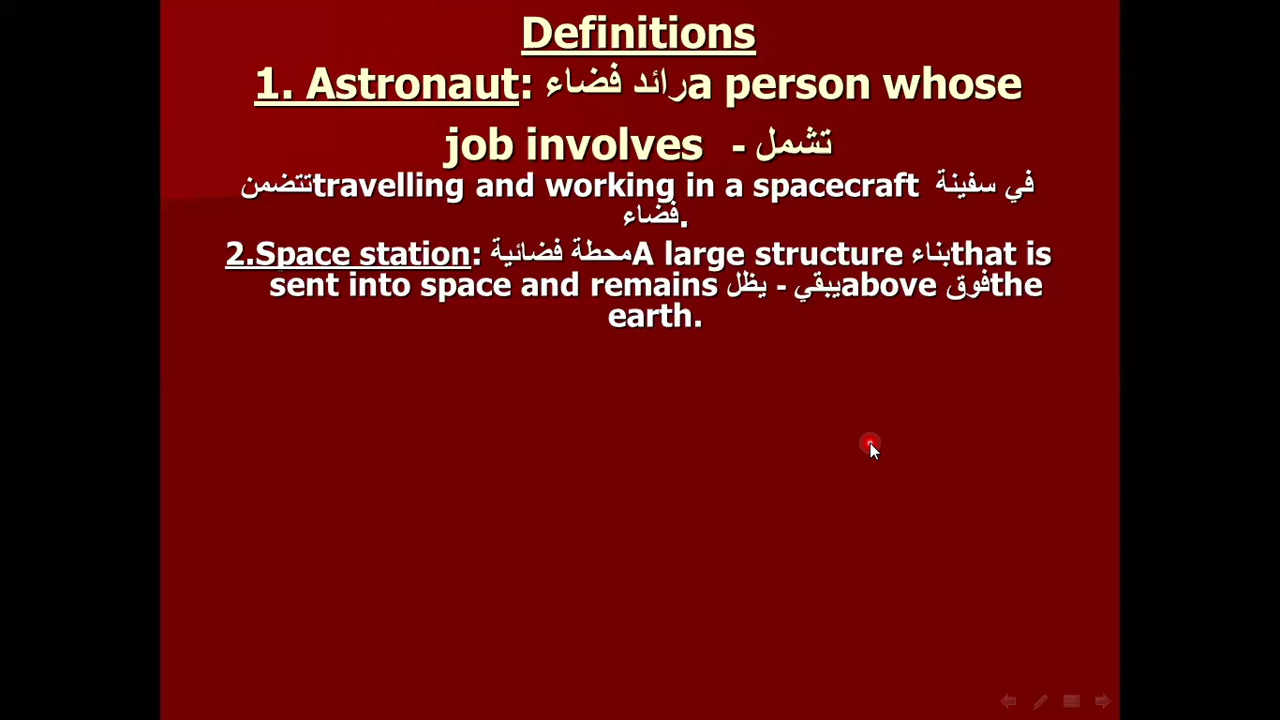 Definitions
1. Astronaut: رائد فضاء a person whose
job involves - تشمل
تتضمن travelling and working in a spacecraft في سفينة
فضاء.
2.Space station: محطة فضائية A large structure بناء that is
sent into space and remains يبقي - يظل above فوق the
earth.